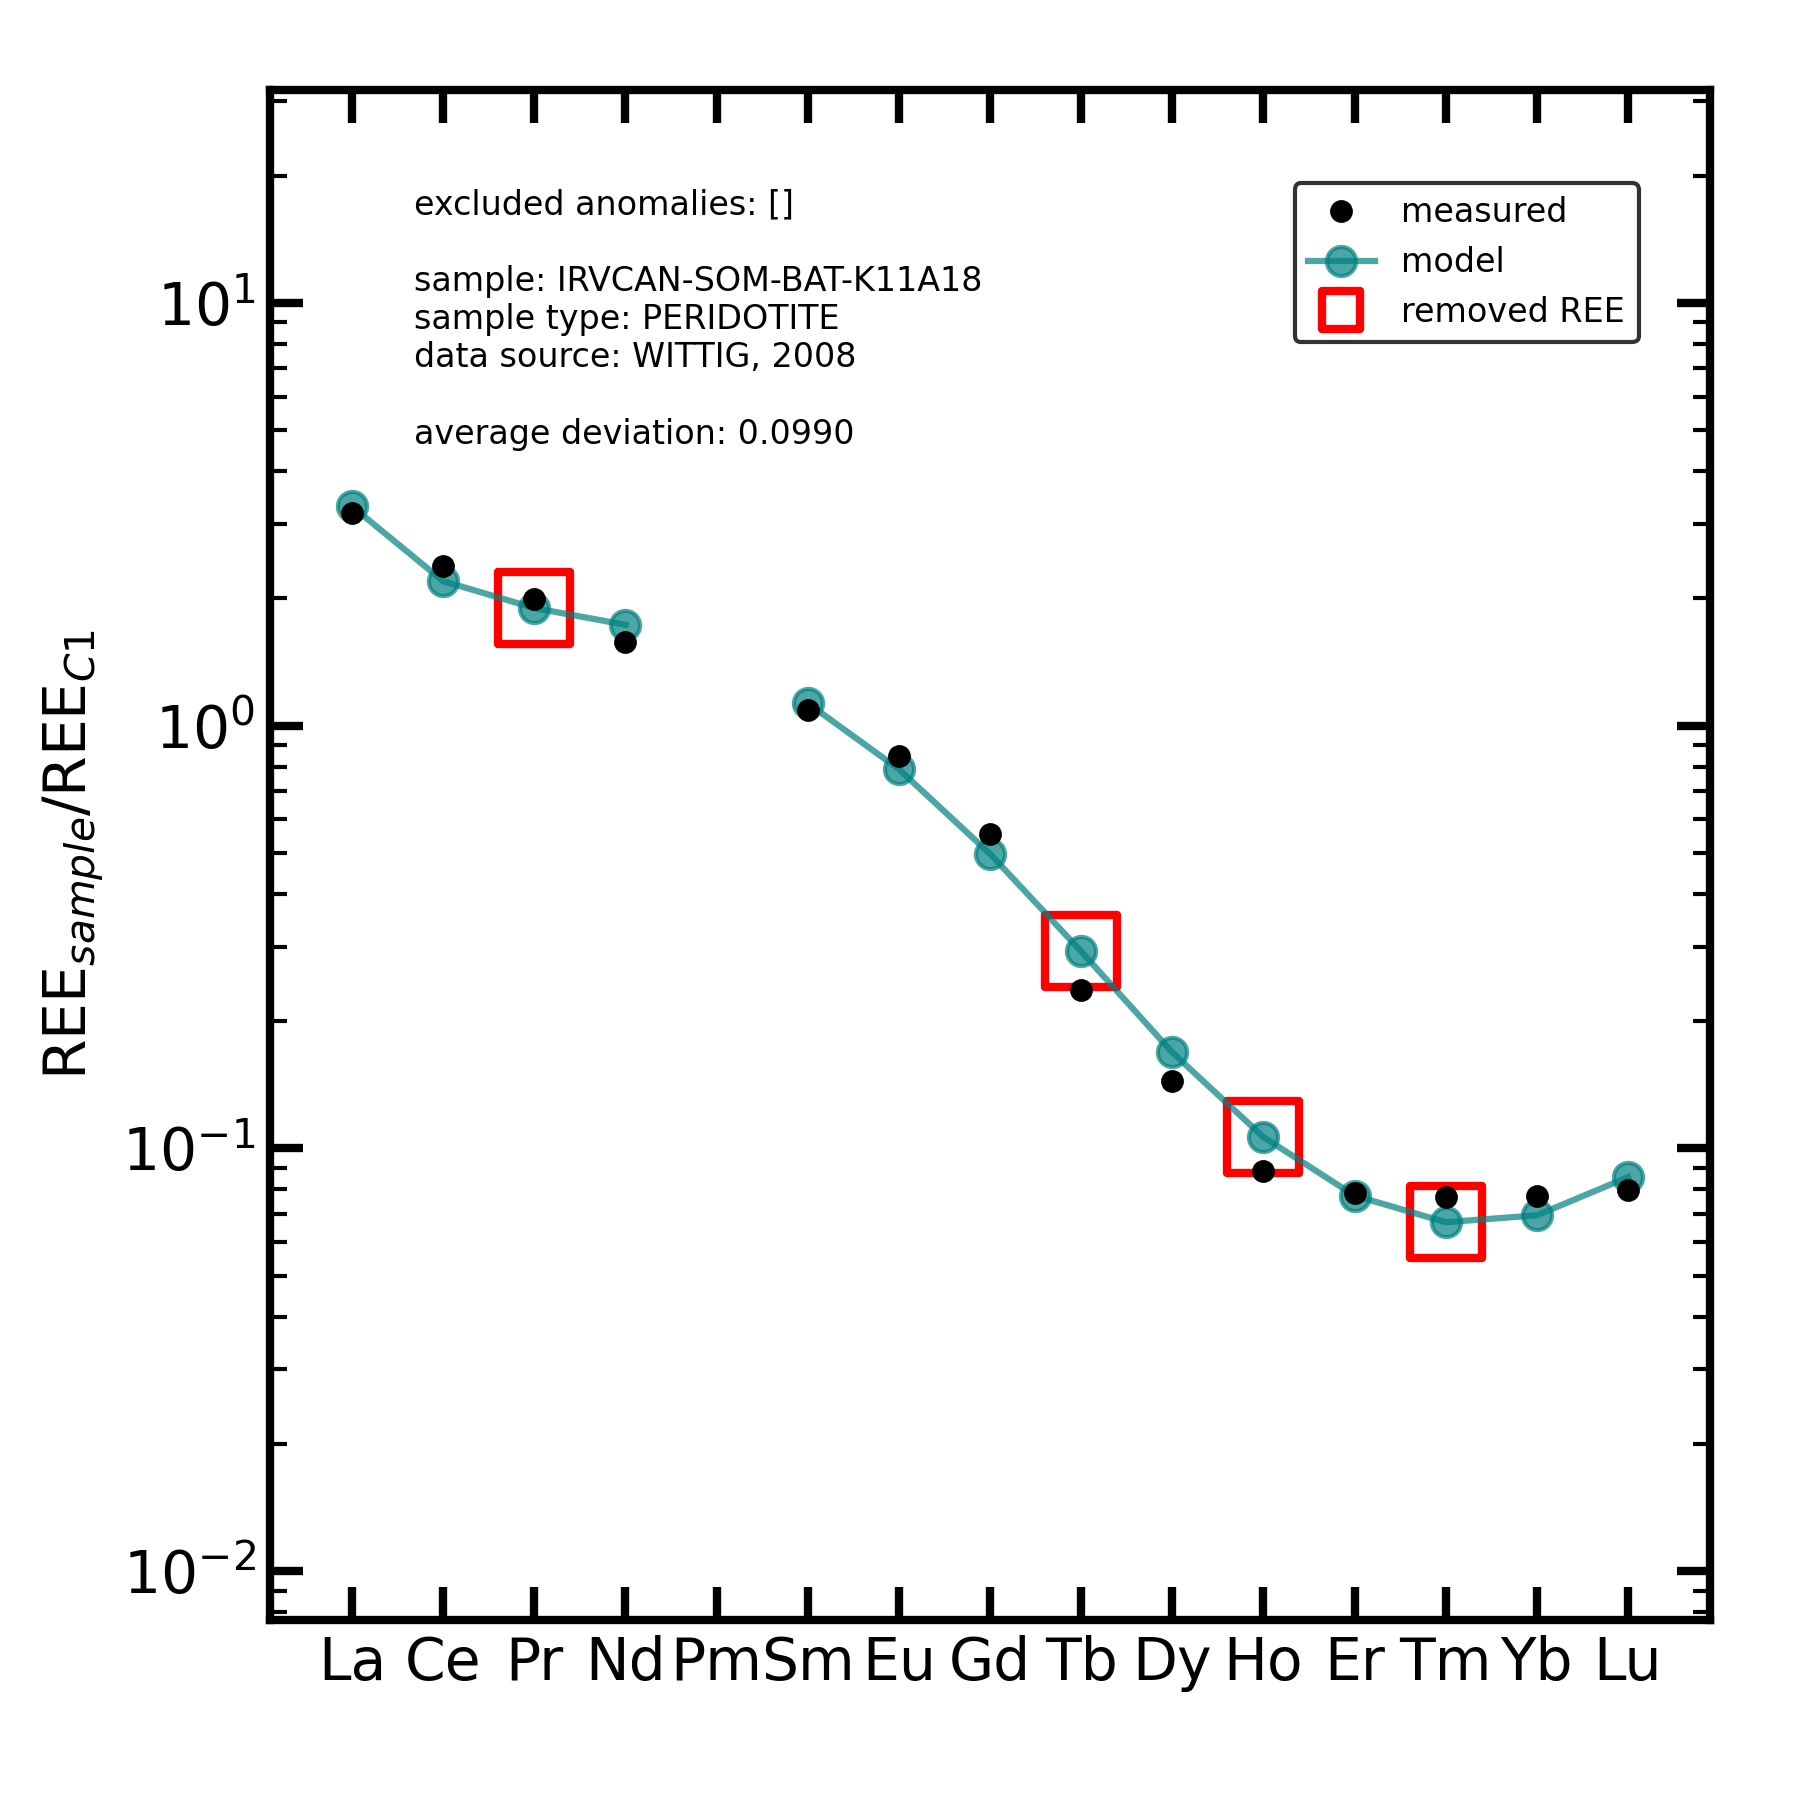 excluded anomalies: []
sample: IRVCAN-SOM-BAT-K11A18
sample type: PERIDOTITE
data source: WITTIG, 2008
average deviation: 0.0990
measured
model
removed REE
REE_sample/REE_C1
10^1
10^0
10^−1
10^−2
La Ce Pr Nd Pm Sm Eu Gd Tb Dy Ho Er Tm Yb Lu